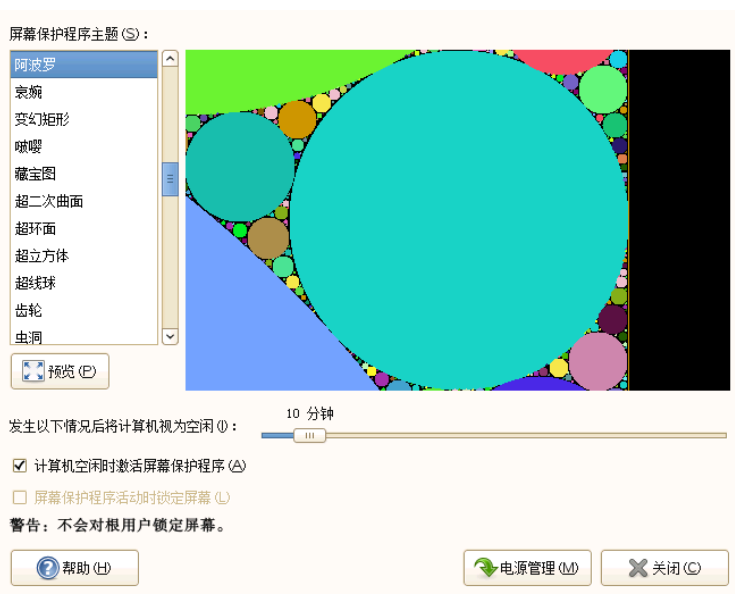 屏幕保护程序主题(S)：
阿波罗
哀婉
变幻矩形
啵嘤
藏宝图
超二次曲面
超环面
超立方体
超线球
齿轮
虫洞
预览(P)
10 分钟
发生以下情况后将计算机视为空闲(I)：
计算机空闲时激活屏幕保护程序(A)
屏幕保护程序活动时锁定屏幕(L)
警告：不会对根用户锁定屏幕。
帮助(H)
电源管理(M)
关闭(C)